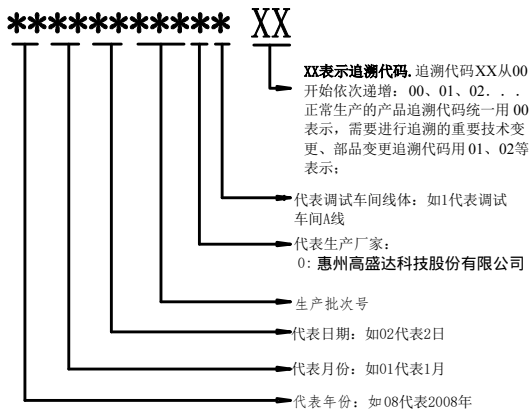 *********** XX
XX表示追溯代码.追溯代码XX从00
开始依次递增：00、01、02．．．
正常生产的产品追溯代码统一用 00
表示，需要进行追溯的重要技术变
更、部品变更追溯代码用 01、02等
表示；
代表调试车间线体：如1代表调试
车间A线
代表生产厂家：
0：惠州高盛达科技股份有限公司
生产批次号
代表日期：如02代表2日
代表月份：如01代表1月
代表年份：如 08代表2008年